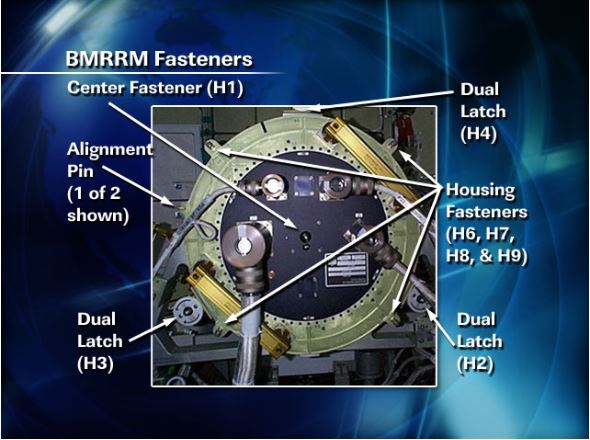 BMRRM Fasteners
Center Fastener (H1)
Dual
Latch
(H4)
Alignment
Pin
(1 of 2
shown)
Housing
Fasteners
(H6, H7,
H8, & H9)
Dual
Latch
(H3)
Dual
Latch
(H2)